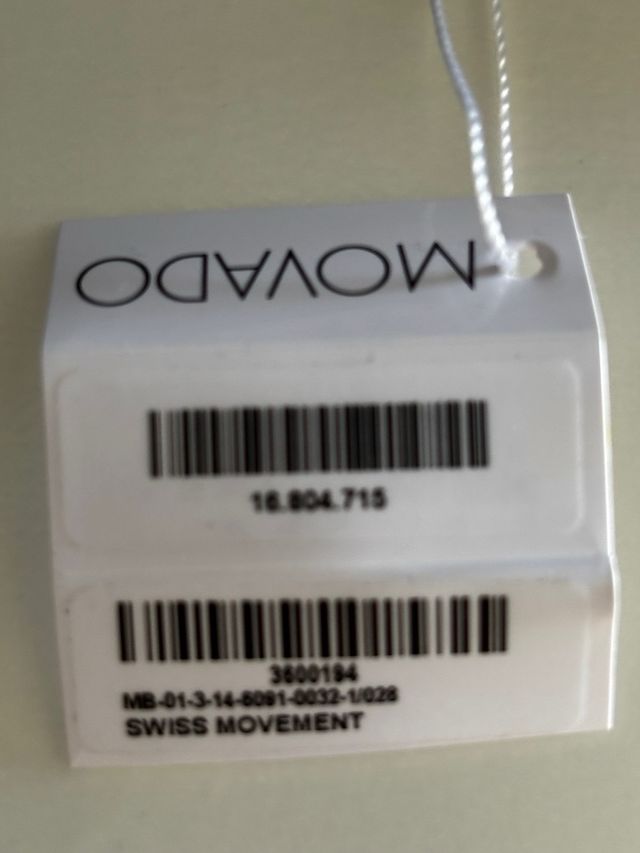 MOVADO
16.804.715
3600194
MB-01-3-14-6091-0032-1/028
SWISS MOVEMENT